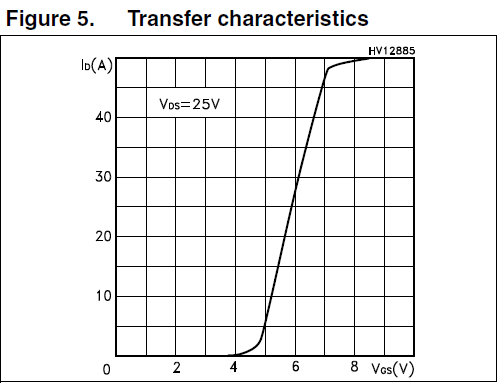 Figure 5. Transfer characteristics
HV12885
ID(A)
VDS=25V
40
30
20
10
0 2 4 6 8 VGS(V)